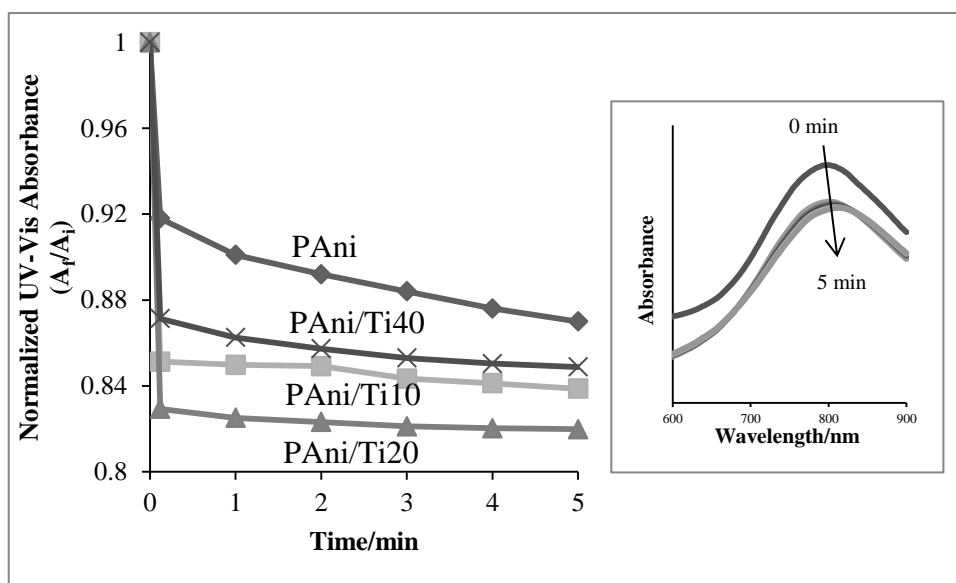 Normalized UV-Vis Absorbance
(A_f/A_i)
1
0.96
0.92
0.88
0.84
0.8
PAni
PAni/Ti40
PAni/Ti10
PAni/Ti20
0 1 2 3 4 5
Time/min
Absorbance
0 min
5 min
600 700 800 900
Wavelength/nm